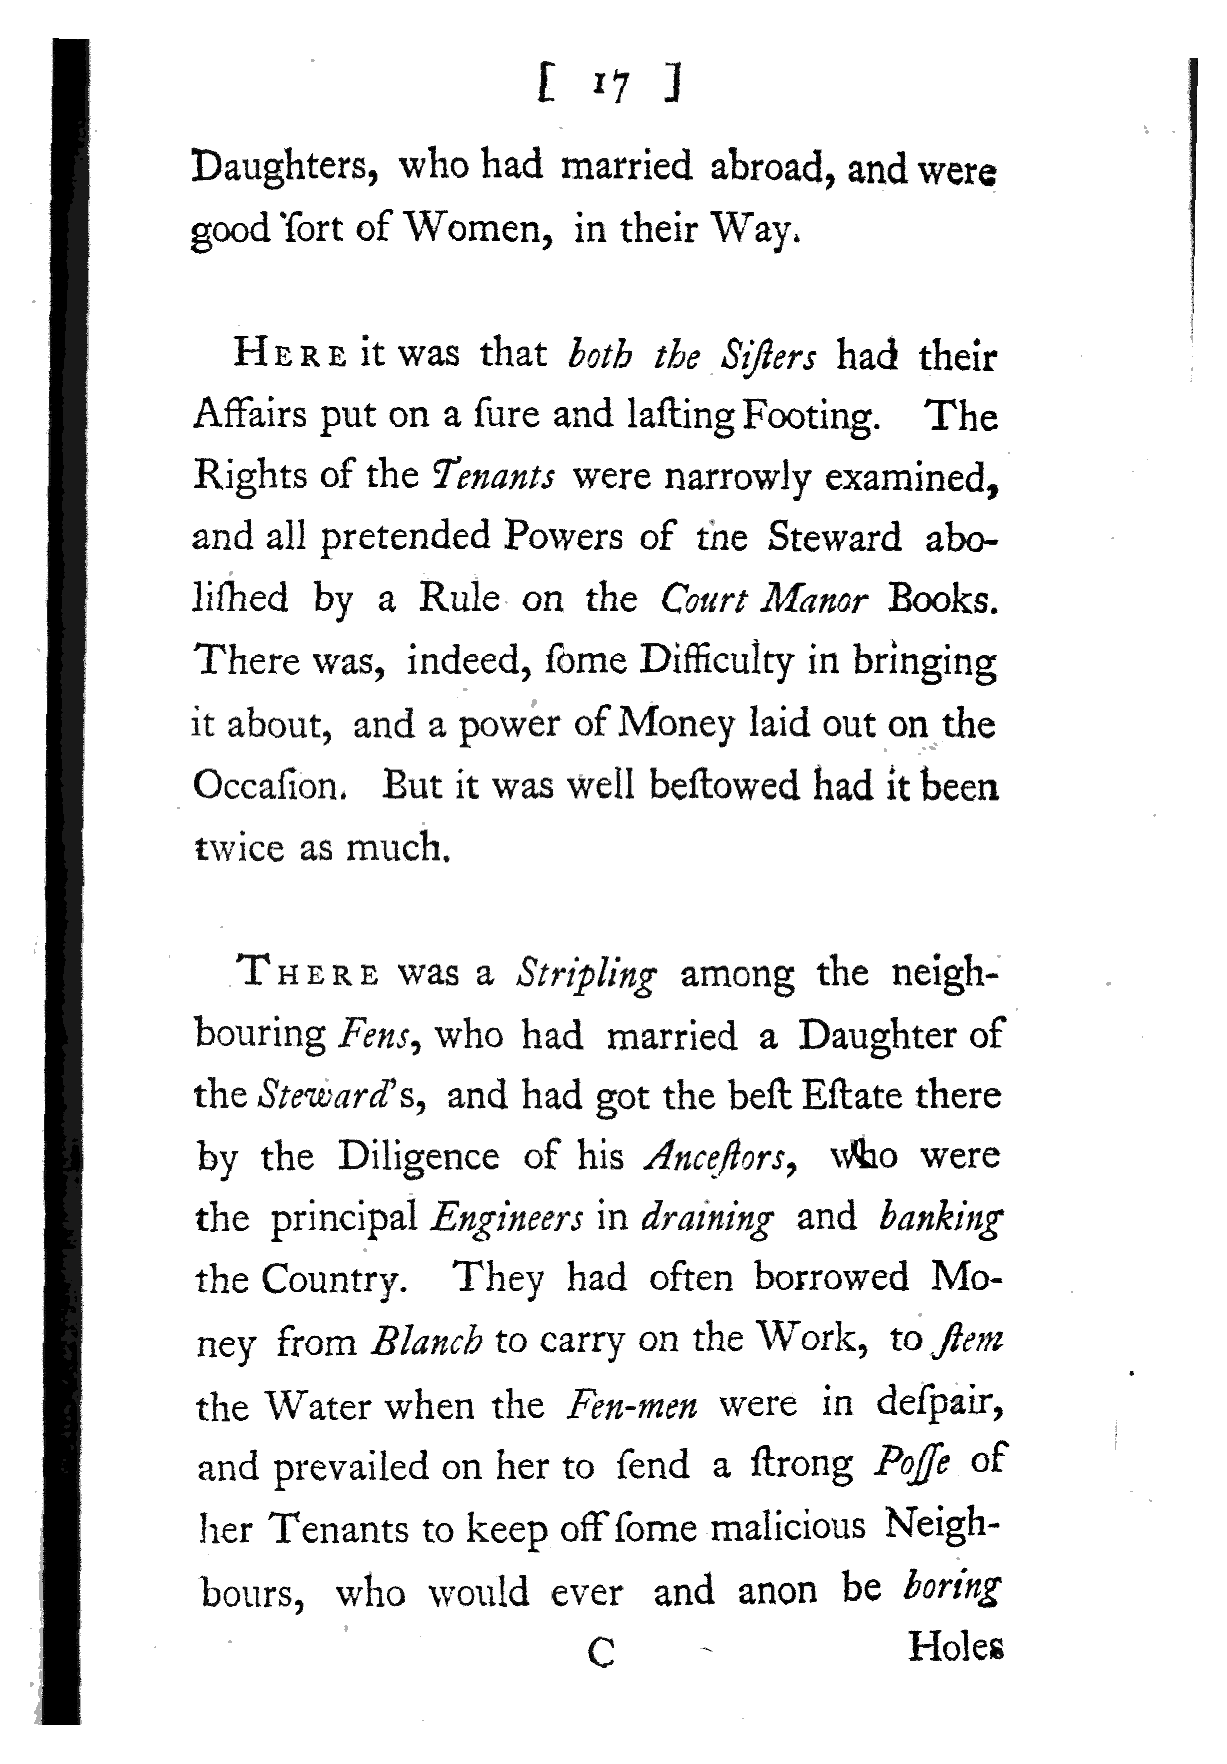 [ 17 ]
Daughters, who had married abroad, and were
good ſort of Women, in their Way.
HERE it was that both the Siſters had their
Affairs put on a ſure and laſting Footing. The
Rights of the Tenants were narrowly examined,
and all pretended Powers of the Steward abo-
liſhed by a Rule on the Court Manor Books.
There was, indeed, ſome Difficulty in bringing
it about, and a power of Money laid out on the
Occaſion. But it was well beſtowed had it been
twice as much.
THERE was a Stripling among the neigh-
bouring Fens, who had married a Daughter of
the Steward's, and had got the beſt Eſtate there
by the Diligence of his Anceſtors, who were
the principal Engineers in draining and banking
the Country. They had often borrowed Mo-
ney from Blanch to carry on the Work, to ſtem
the Water when the Fen-men were in deſpair,
and prevailed on her to ſend a ſtrong Poſſe of
her Tenants to keep off ſome malicious Neigh-
bours, who would ever and anon be boring
C Holes